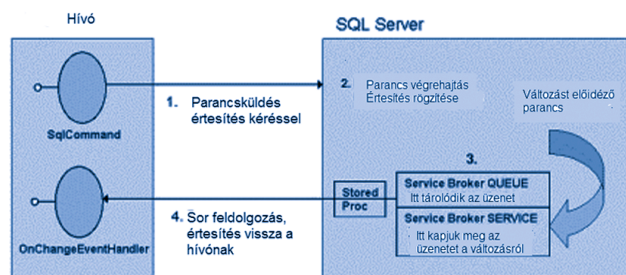 Hívó
SQL Server
SqlCommand
1. Parancsküldés
értesítés kéréssel
2. Parancs végrehajtás
Értesítés rögzítése
Változást előidéző
parancs
3.
Stored
Proc
Service Broker QUEUE
Itt tárolódik az üzenet
Service Broker SERVICE
Itt kapjuk meg az
üzenetet a változásról
4. Sor feldolgozás,
értesítés vissza a
hívónak
OnChangeEventHandler